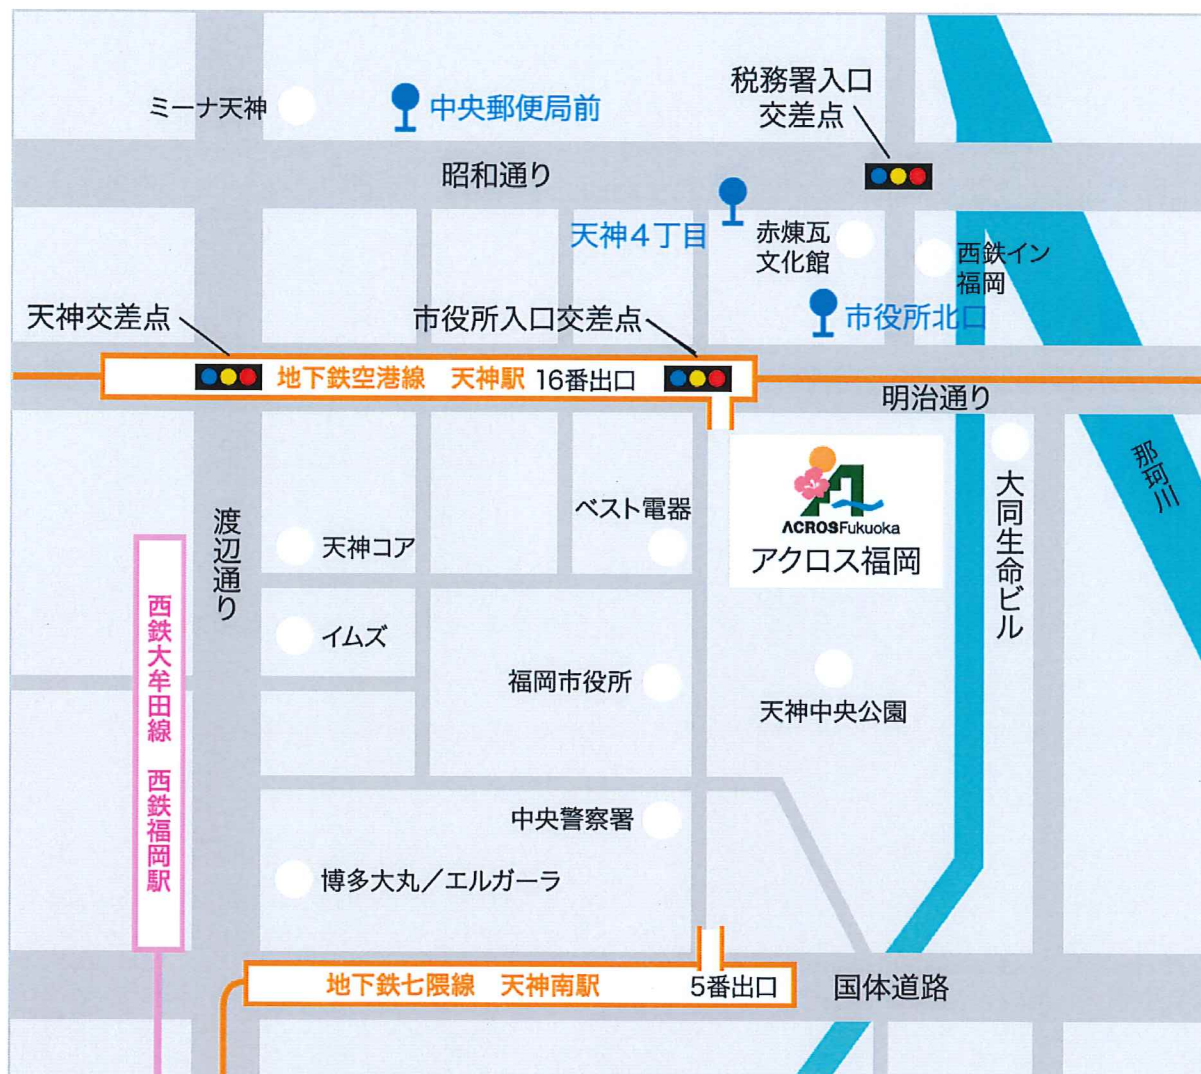 ミーナ天神
中央郵便局前
税務署入口
交差点
昭和通り
天神4丁目
赤煉瓦
文化館
西鉄イン
福岡
市役所北口
天神交差点
市役所入口交差点
地下鉄空港線 天神駅 16番出口
明治通り
那珂川
ACROSFukuoka
アクロス福岡
大同生命ビル
ベスト電器
渡辺通り
天神コア
イムズ
西鉄大牟田線 西鉄福岡駅
福岡市役所
天神中央公園
中央警察署
博多大丸／エルガーラ
地下鉄七隈線 天神南駅 5番出口
国体道路